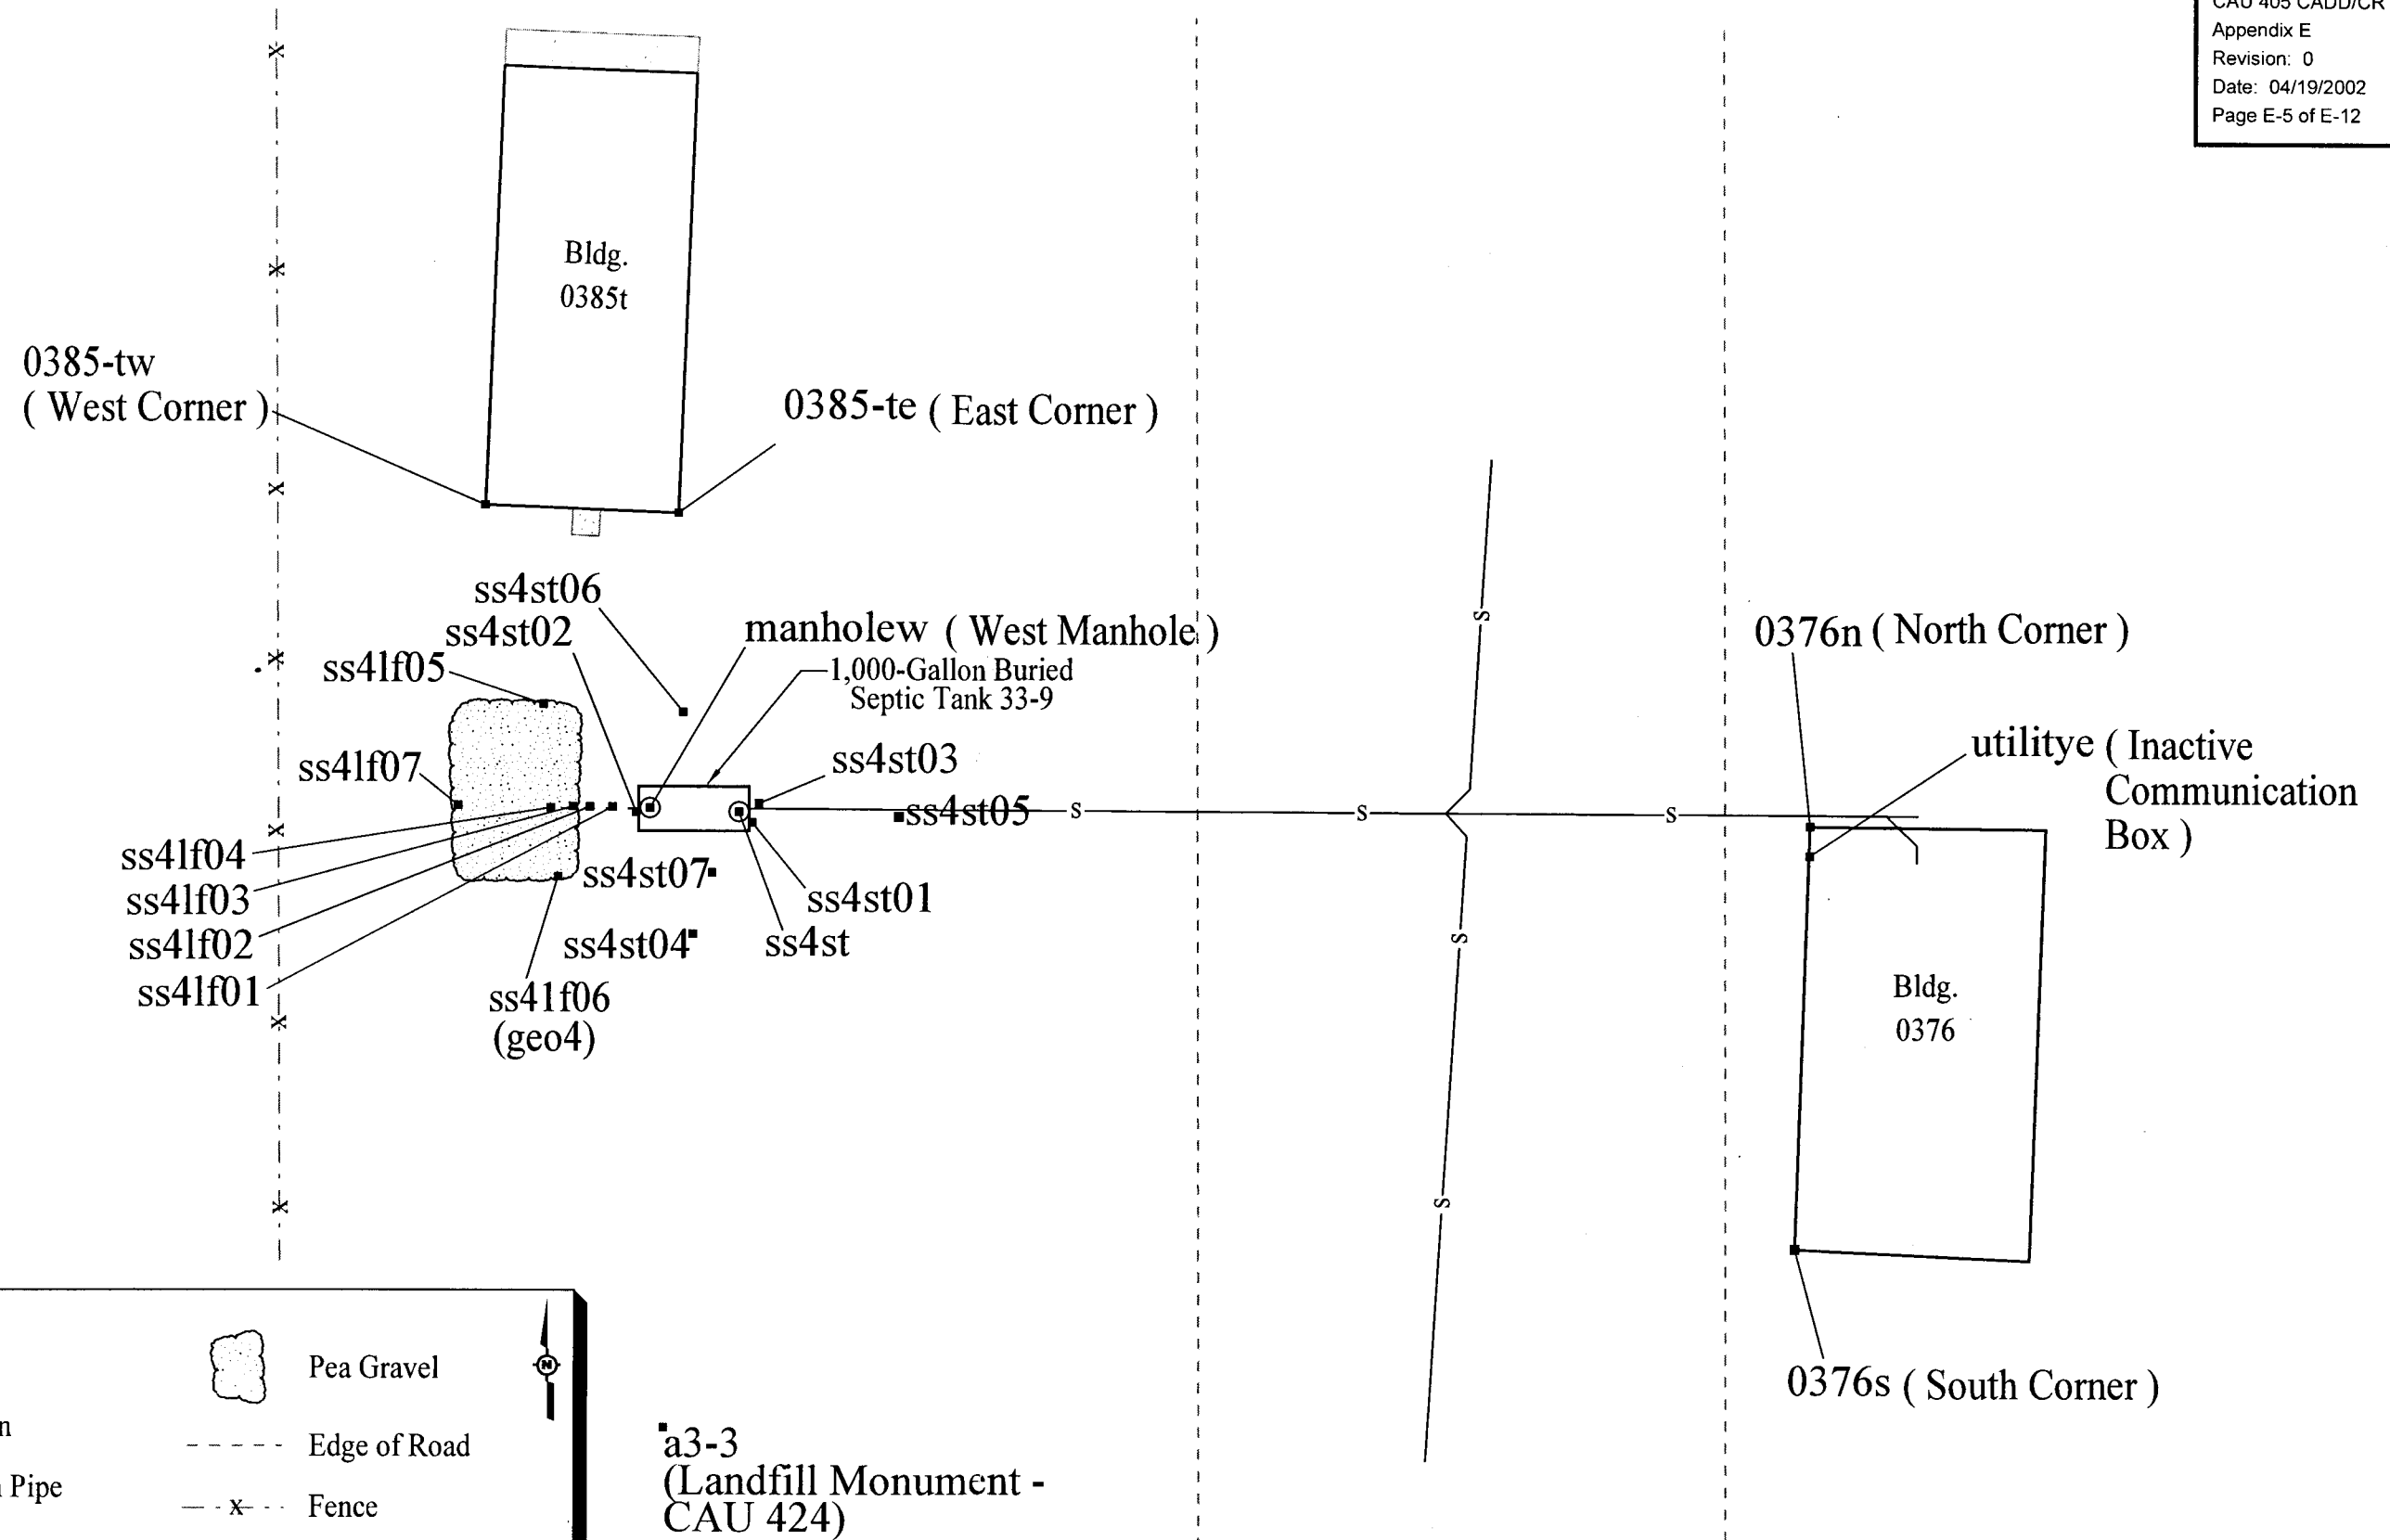 CAU 405 CADD/CR
Appendix E
Revision: 0
Date: 04/19/2002
Page E-5 of E-12
Bldg.
0385t
0385-tw
( West Corner )
0385-te ( East Corner )
ss4st06
ss4st02
manholew ( West Manhole )
1,000-Gallon Buried
Septic Tank 33-9
ss4lf05
ss4lf07
ss4st03
ss4st05
0376n ( North Corner )
utilitye ( Inactive
Communication
Box )
ss4lf04
ss4lf03
ss4lf02
ss4lf01
ss4st07
ss4st01
ss4st04
ss4st
ss41f06
(geo4)
Bldg.
0376
0376s ( South Corner )
x
x
x
x
x
x
x
s
s
s
s
s
s
Pea Gravel
N
Edge of Road
Pipe
x
Fence
a3-3
(Landfill Monument -
CAU 424)